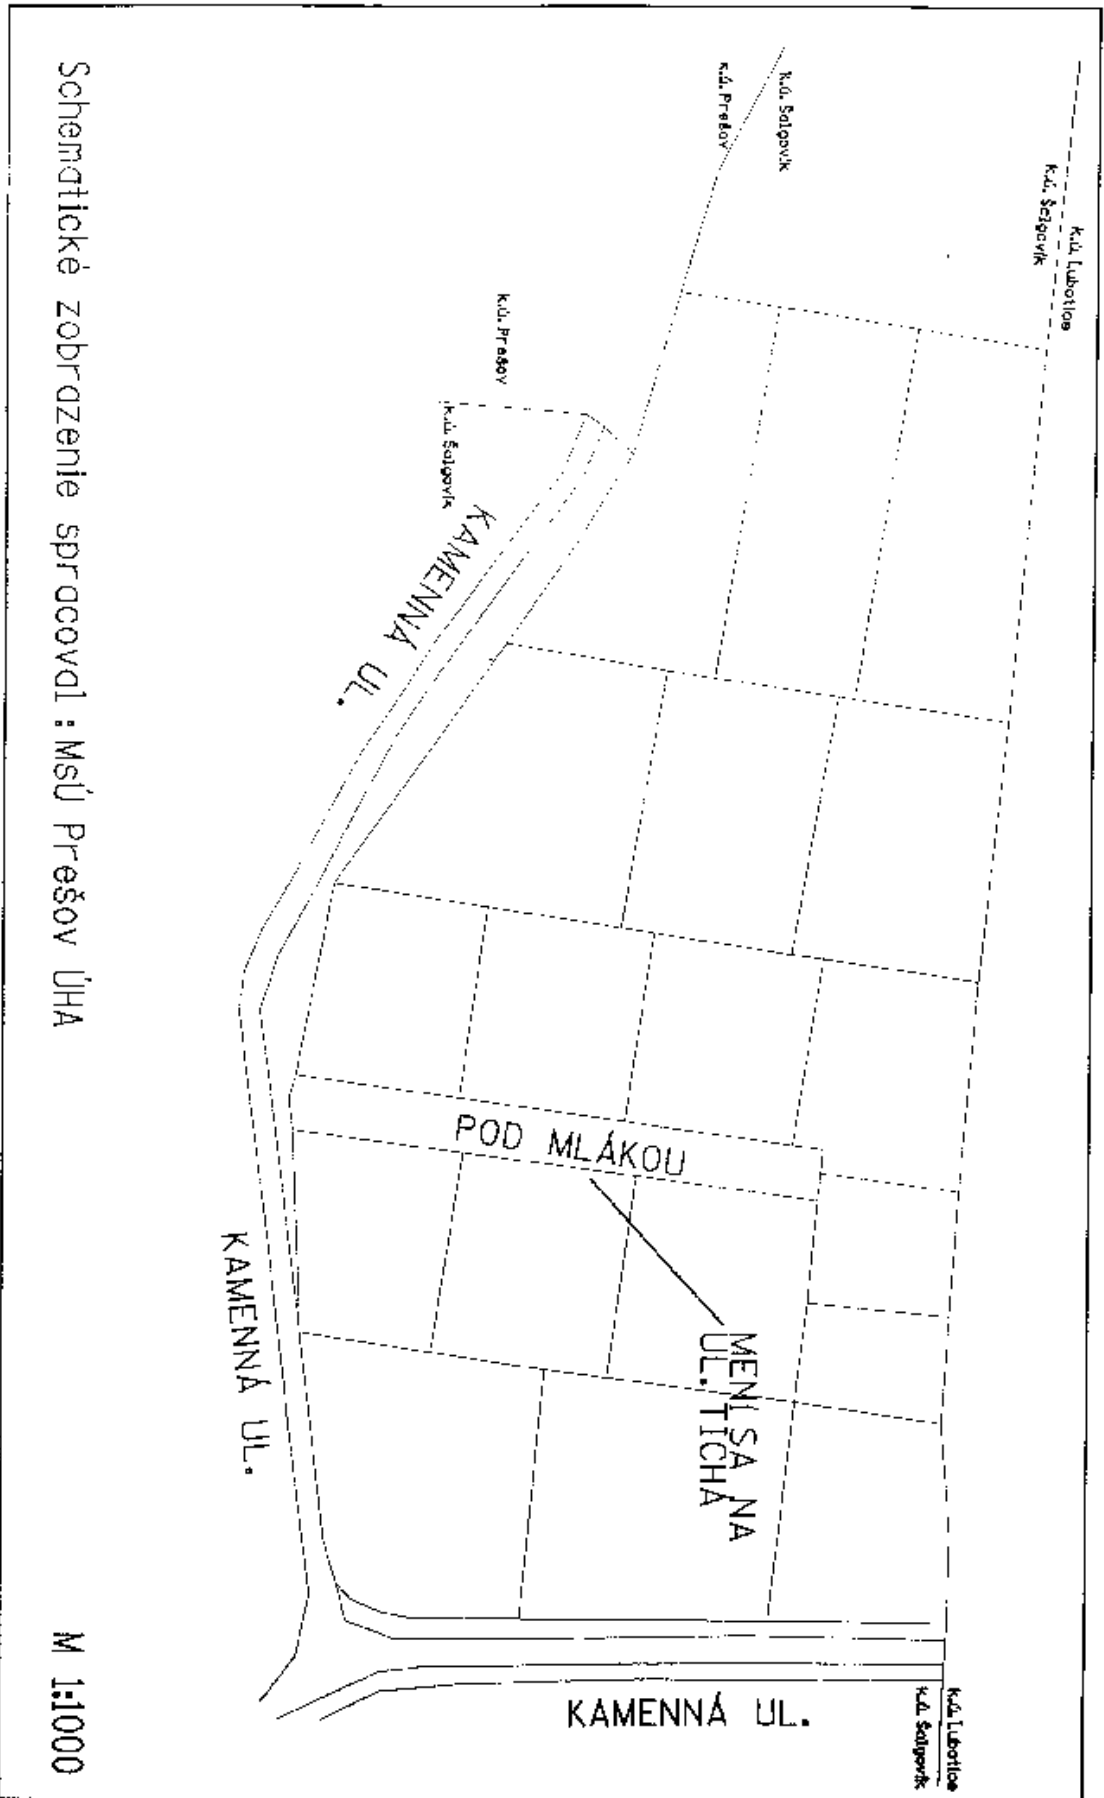 k.ú. Šalgovík
k.ú. Prešov
k.ú. Ľubotice
k.ú. Šalgovík
k.ú. Prešov
k.ú. Šalgovík
KAMENNÁ UL.
POD MLÁKOU
MENÍ SA NA
UL. TICHÁ
KAMENNÁ UL.
KAMENNÁ UL.
k.ú. Ľubotice
k.ú. Šalgovík
Schematické zobrazenie spracoval : MsÚ Prešov ÚHA
M 1:1000